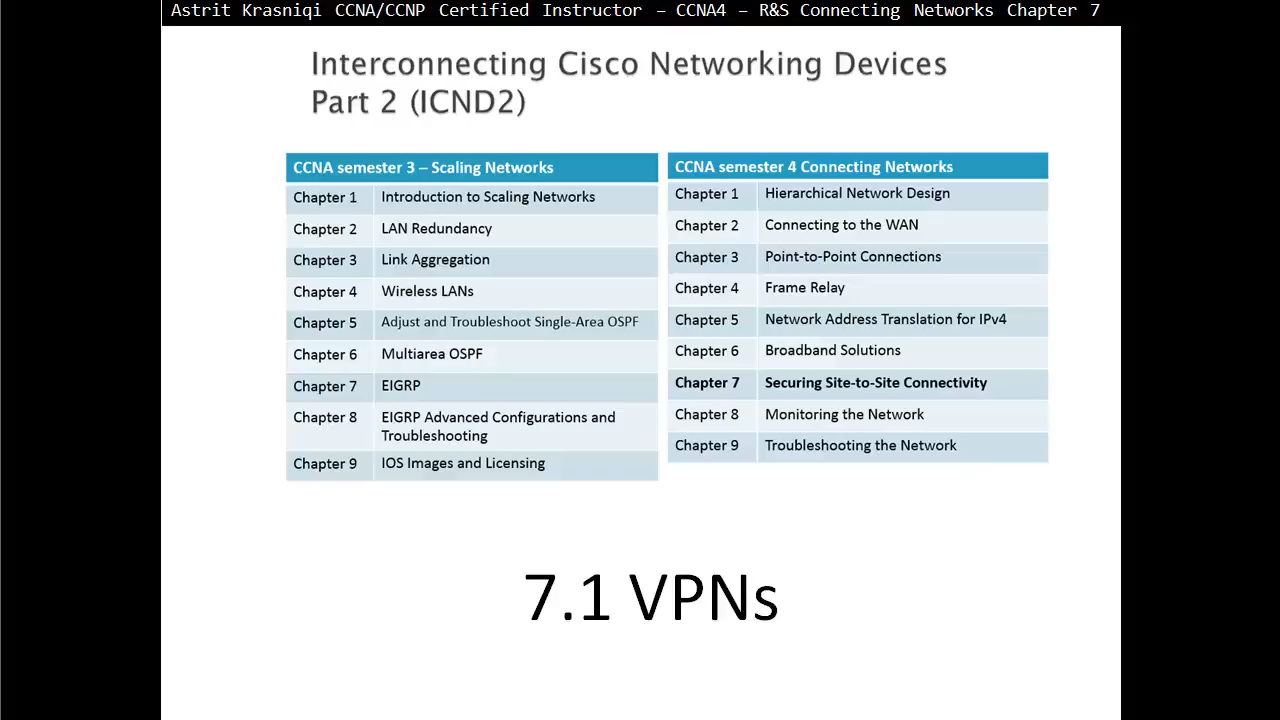 Astrit Krasniqi CCNA/CCNP Certified Instructor – CCNA4 – R&S Connecting Networks Chapter 7
Interconnecting Cisco Networking Devices
Part 2 (ICND2)
CCNA semester 3 – Scaling Networks
Chapter 1 Introduction to Scaling Networks
Chapter 2 LAN Redundancy
Chapter 3 Link Aggregation
Chapter 4 Wireless LANs
Chapter 5 Adjust and Troubleshoot Single-Area OSPF
Chapter 6 Multiarea OSPF
Chapter 7 EIGRP
Chapter 8 EIGRP Advanced Configurations and
Troubleshooting
Chapter 9 IOS Images and Licensing
CCNA semester 4 Connecting Networks
Chapter 1 Hierarchical Network Design
Chapter 2 Connecting to the WAN
Chapter 3 Point-to-Point Connections
Chapter 4 Frame Relay
Chapter 5 Network Address Translation for IPv4
Chapter 6 Broadband Solutions
Chapter 7 Securing Site-to-Site Connectivity
Chapter 8 Monitoring the Network
Chapter 9 Troubleshooting the Network
7.1 VPNs